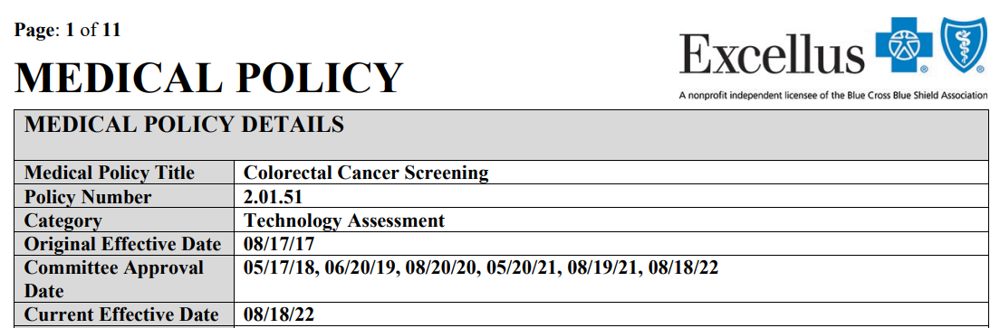 Page: 1 of 11
Excellus
MEDICAL POLICY
A nonprofit independent licensee of the Blue Cross Blue Shield Association
MEDICAL POLICY DETAILS
Medical Policy Title Colorectal Cancer Screening
Policy Number 2.01.51
Category Technology Assessment
Original Effective Date 08/17/17
Committee Approval 05/17/18, 06/20/19, 08/20/20, 05/20/21, 08/19/21, 08/18/22
Date
Current Effective Date 08/18/22